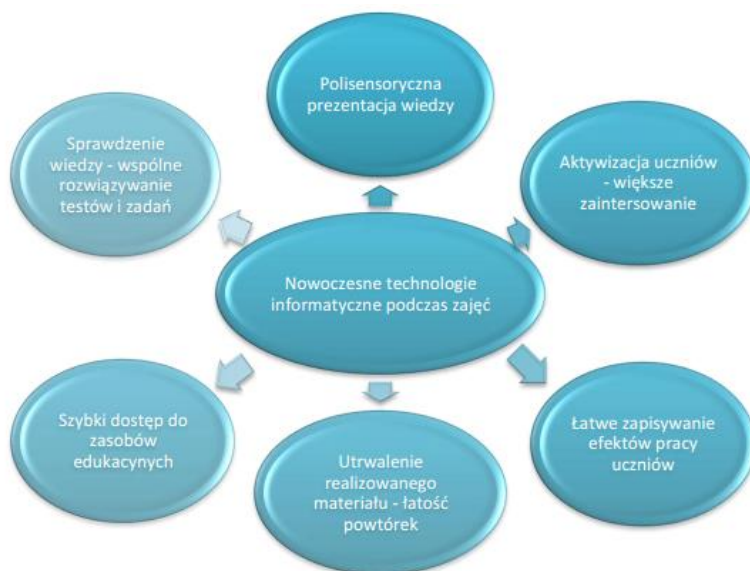 Polisensoryczna
prezentacja wiedzy
Aktywizacja uczniów
- większe
zaintersowanie
Łatwe zapisywanie
efektów pracy
uczniów
Utrwalenie
realizowanego
materiału - łatość
powtórek
Szybki dostęp do
zasobów
edukacynych
Sprawdzenie
wiedzy - wspólne
rozwiązywanie
testów i zadań
Nowoczesne technologie
informatyczne podczas zajęć